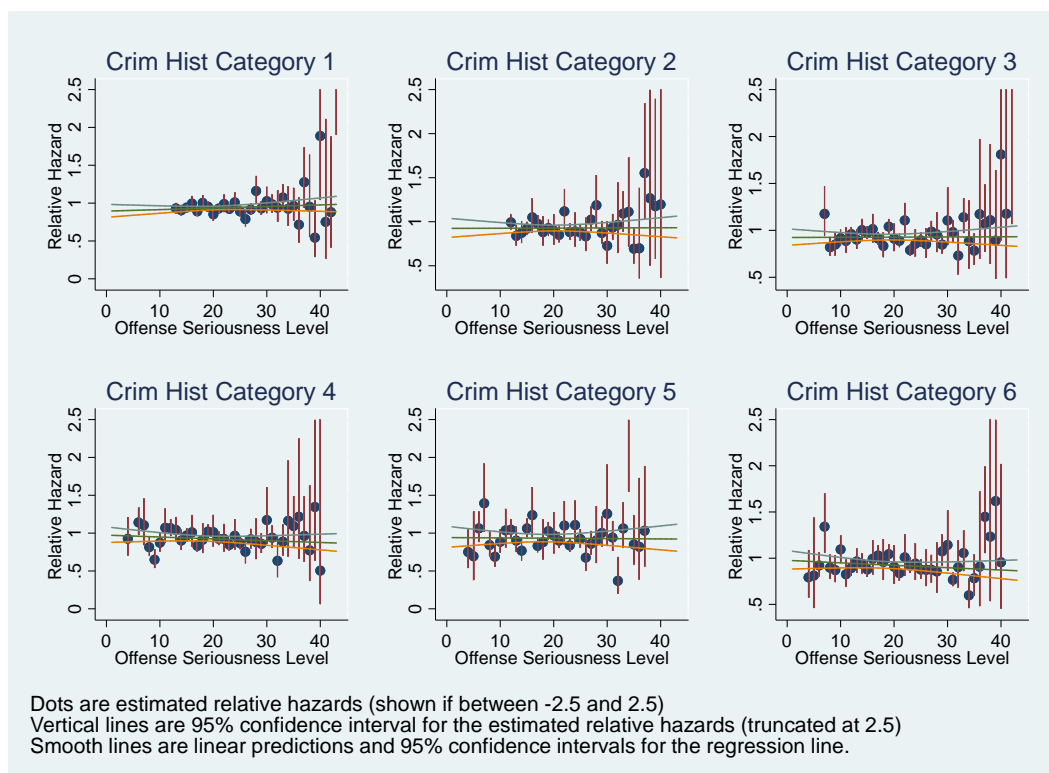 Crim Hist Category 1
Relative Hazard
2.5
2
1.5
1
.5
0
0 10 20 30 40
Offense Seriousness Level
Crim Hist Category 2
Relative Hazard
2.5
2
1.5
1
.5
0 10 20 30 40
Offense Seriousness Level
Crim Hist Category 3
Relative Hazard
2.5
2
1.5
1
.5
0 10 20 30 40
Offense Seriousness Level
Crim Hist Category 4
Relative Hazard
2.5
2
1.5
1
.5
0
0 10 20 30 40
Offense Seriousness Level
Crim Hist Category 5
Relative Hazard
2.5
2
1.5
1
.5
0
0 10 20 30 40
Offense Seriousness Level
Crim Hist Category 6
Relative Hazard
2.5
2
1.5
1
.5
0 10 20 30 40
Offense Seriousness Level
Dots are estimated relative hazards (shown if between -2.5 and 2.5)
Vertical lines are 95% confidence interval for the estimated relative hazards (truncated at 2.5)
Smooth lines are linear predictions and 95% confidence intervals for the regression line.